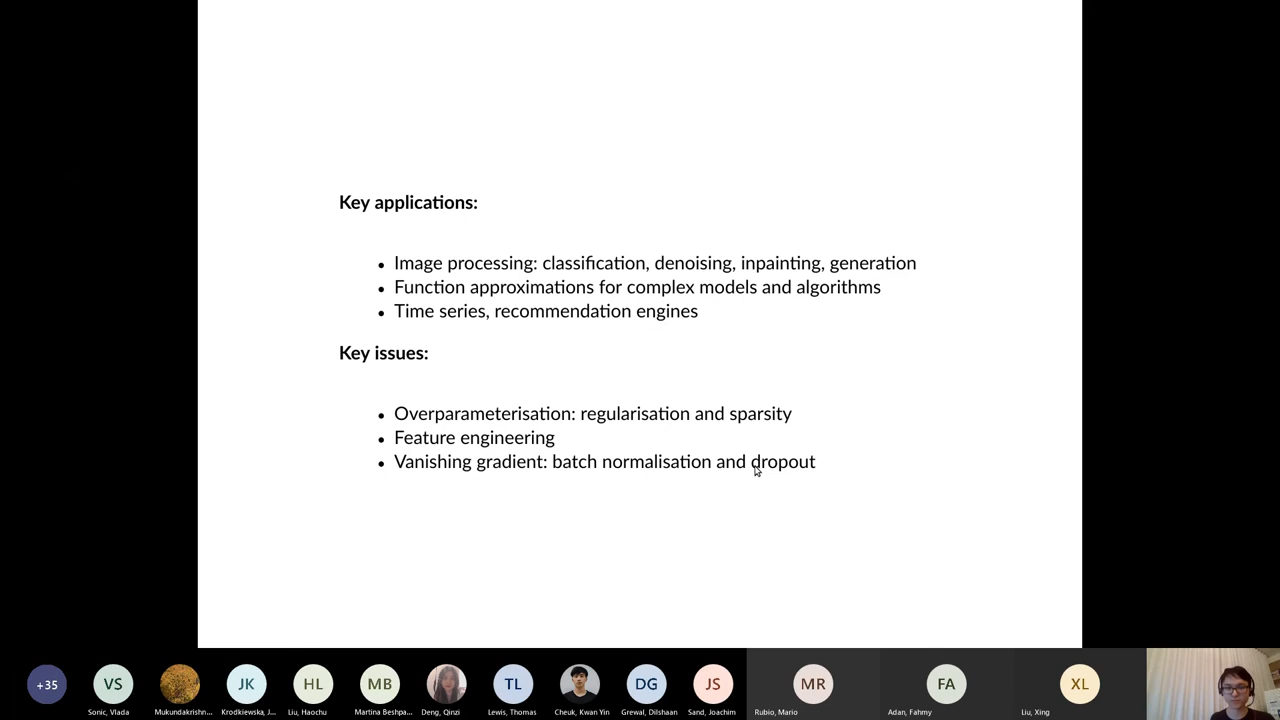 Key applications:
• Image processing: classification, denoising, inpainting, generation
• Function approximations for complex models and algorithms
• Time series, recommendation engines
Key issues:
• Overparameterisation: regularisation and sparsity
• Feature engineering
• Vanishing gradient: batch normalisation and dropout
+35
VS
JK
HL
MB
TL
DG
JS
MR
FA
XL
Sonic, Vlada
Mukundakrishn...
Krodkiewska, J...
Liu, Haochu
Martina Beshpa...
Deng, Qinzi
Lewis, Thomas
Cheuk, Kwan Yin
Grewal, Dilshaan
Sand, Joachim
Rubio, Mario
Adan, Fahmy
Liu, Xing